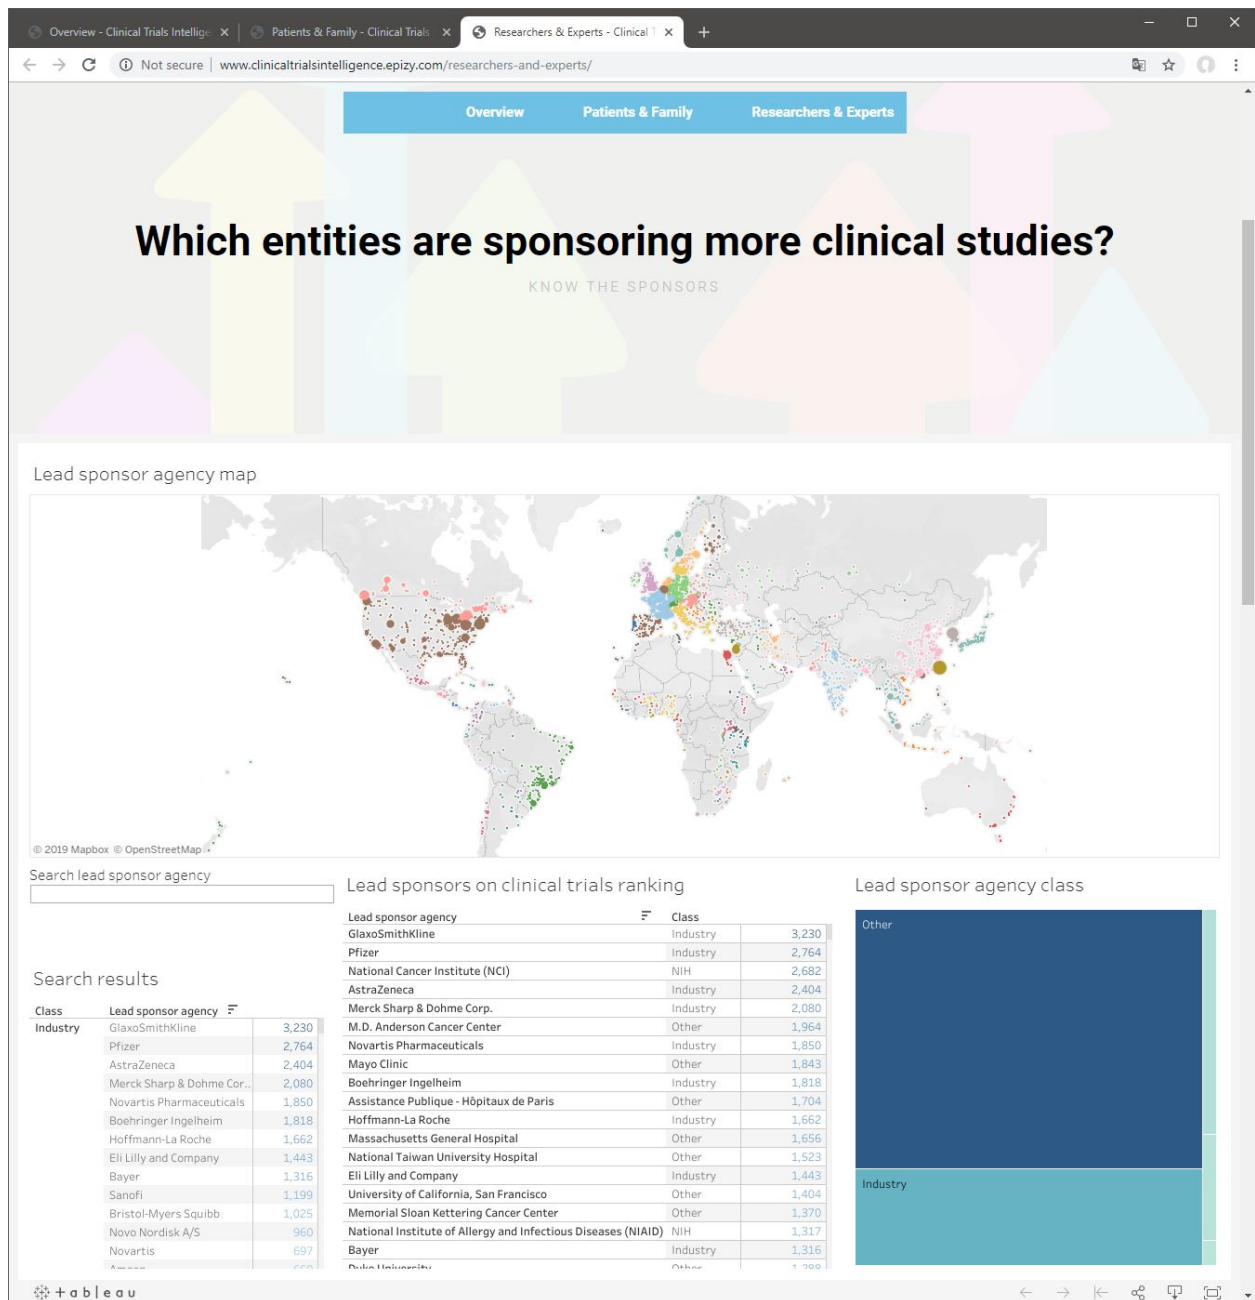 Overview - Clinical Trials Intellige
Patients & Family - Clinical Trials
Researchers & Experts - Clinical T
Not secure | www.clinicaltrialsintelligence.epizy.com/researchers-and-experts/
Overview Patients & Family Researchers & Experts
Which entities are sponsoring more clinical studies?
KNOW THE SPONSORS
Lead sponsor agency map
© 2019 Mapbox © OpenStreetMap
Search lead sponsor agency
Search results
Class Lead sponsor agency
Industry GlaxoSmithKline 3,230
Pfizer 2,764
AstraZeneca 2,404
Merck Sharp & Dohme Cor.. 2,080
Novartis Pharmaceuticals 1,850
Boehringer Ingelheim 1,818
Hoffmann-La Roche 1,662
Eli Lilly and Company 1,443
Bayer 1,316
Sanofi 1,199
Bristol-Myers Squibb 1,025
Novo Nordisk A/S 960
Novartis 697
Lead sponsors on clinical trials ranking
Lead sponsor agency Class
GlaxoSmithKline Industry 3,230
Pfizer Industry 2,764
National Cancer Institute (NCI) NIH 2,682
AstraZeneca Industry 2,404
Merck Sharp & Dohme Corp. Industry 2,080
M.D. Anderson Cancer Center Other 1,964
Novartis Pharmaceuticals Industry 1,850
Mayo Clinic Other 1,843
Boehringer Ingelheim Industry 1,818
Assistance Publique - Hôpitaux de Paris Other 1,704
Hoffmann-La Roche Industry 1,662
Massachusetts General Hospital Other 1,656
National Taiwan University Hospital Other 1,523
Eli Lilly and Company Industry 1,443
University of California, San Francisco Other 1,404
Memorial Sloan Kettering Cancer Center Other 1,370
National Institute of Allergy and Infectious Diseases (NIAID) NIH 1,317
Bayer Industry 1,316
Duke University Other 1,288
Lead sponsor agency class
Other
Industry
+ableau